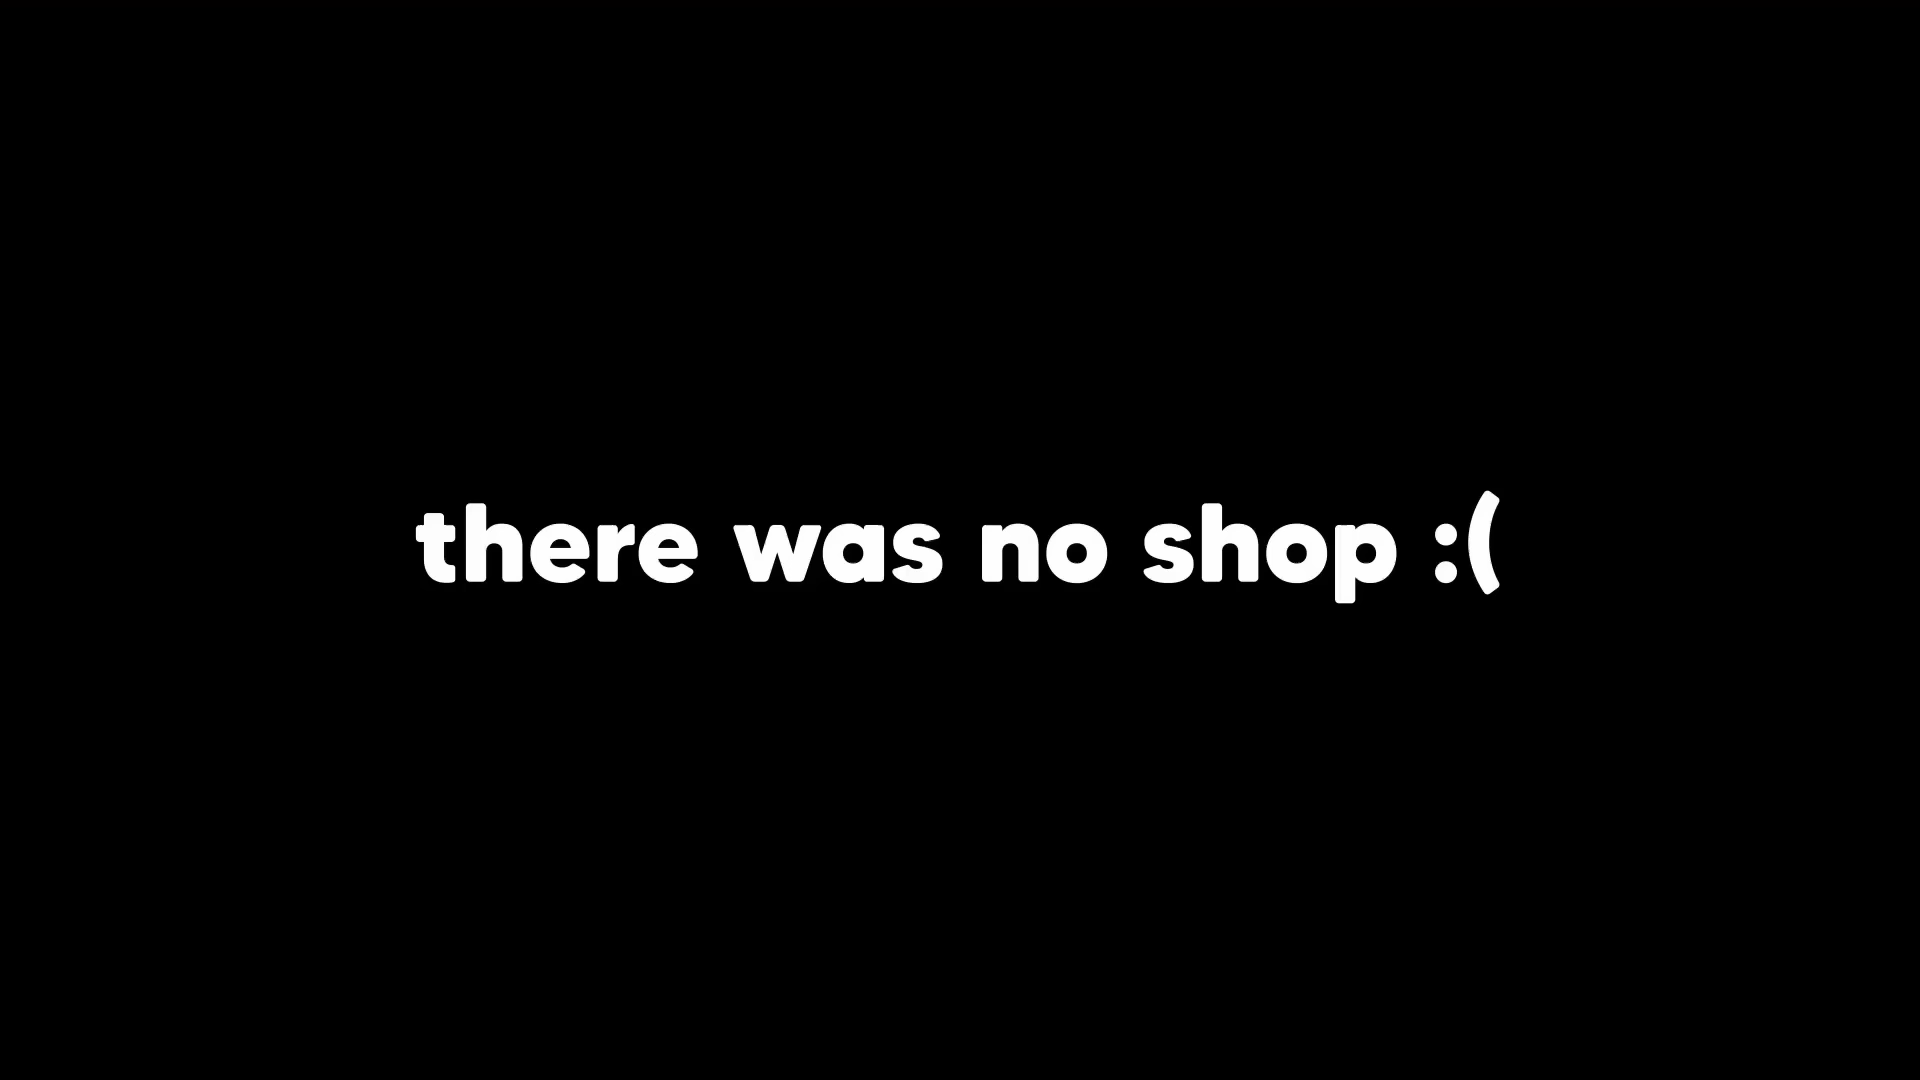 there was no shop :(